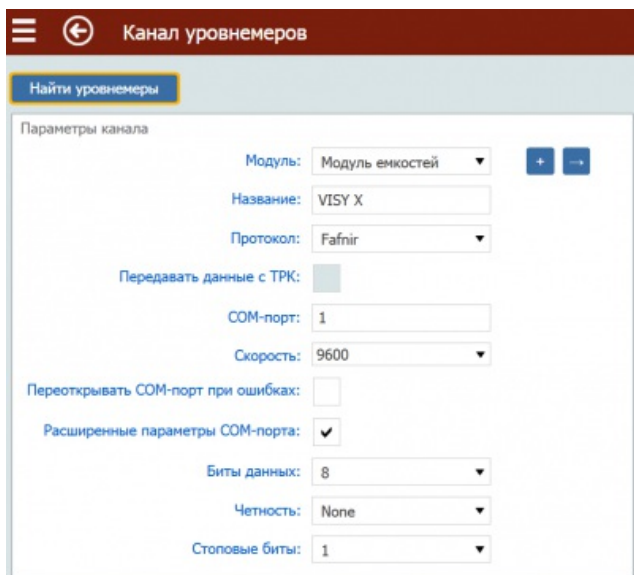 Канал уровнемеров
Найти уровнемеры
Параметры канала
Модуль: Модуль емкостей + →
Название: VISY X
Протокол: Fafnir
Передавать данные с ТРК:
COM-порт: 1
Скорость: 9600
Переоткрывать COM-порт при ошибках:
Расширенные параметры COM-порта: ✔
Биты данных: 8
Четность: None
Стоповые биты: 1